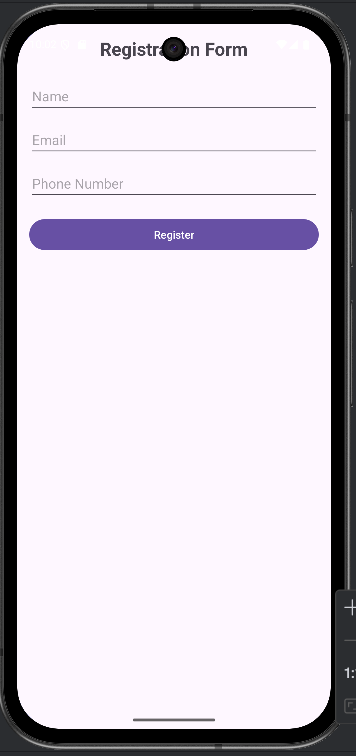 Registration Form
Name
Email
Phone Number
Register